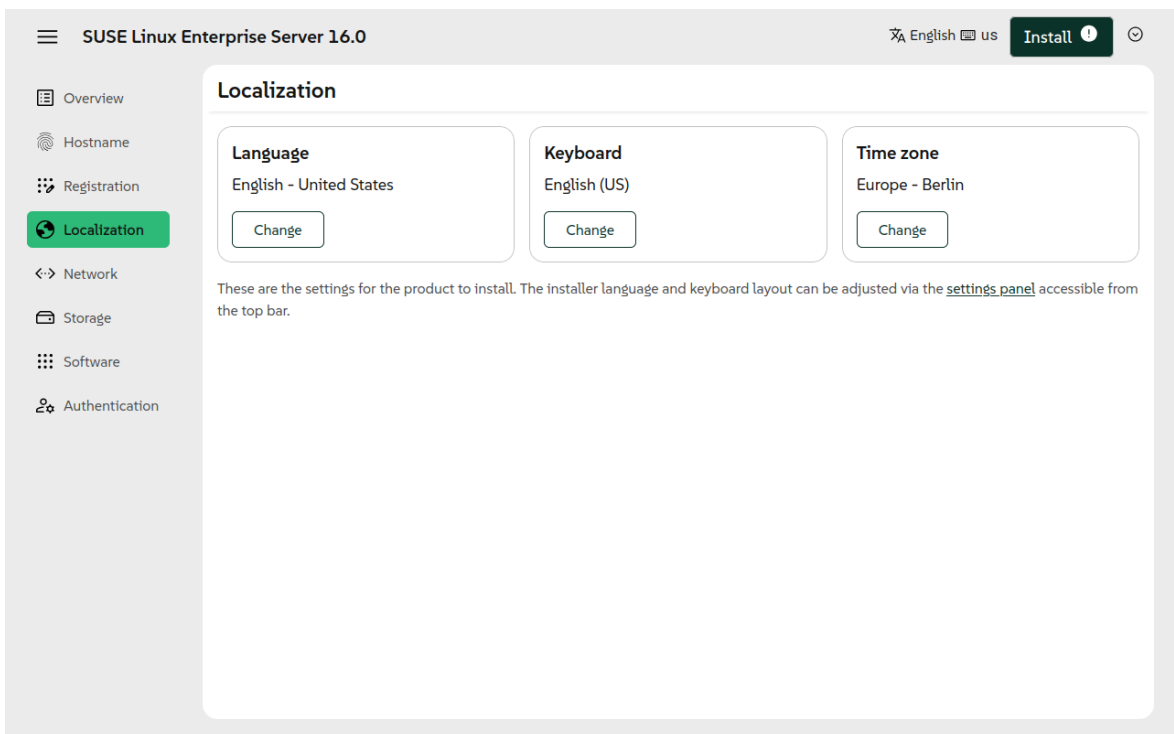 SUSE Linux Enterprise Server 16.0
English us
Install !
Overview
Hostname
Registration
Localization
Network
Storage
Software
Authentication
Localization
Language
English - United States
Change
Keyboard
English (US)
Change
Time zone
Europe - Berlin
Change
These are the settings for the product to install. The installer language and keyboard layout can be adjusted via the settings panel accessible from
the top bar.